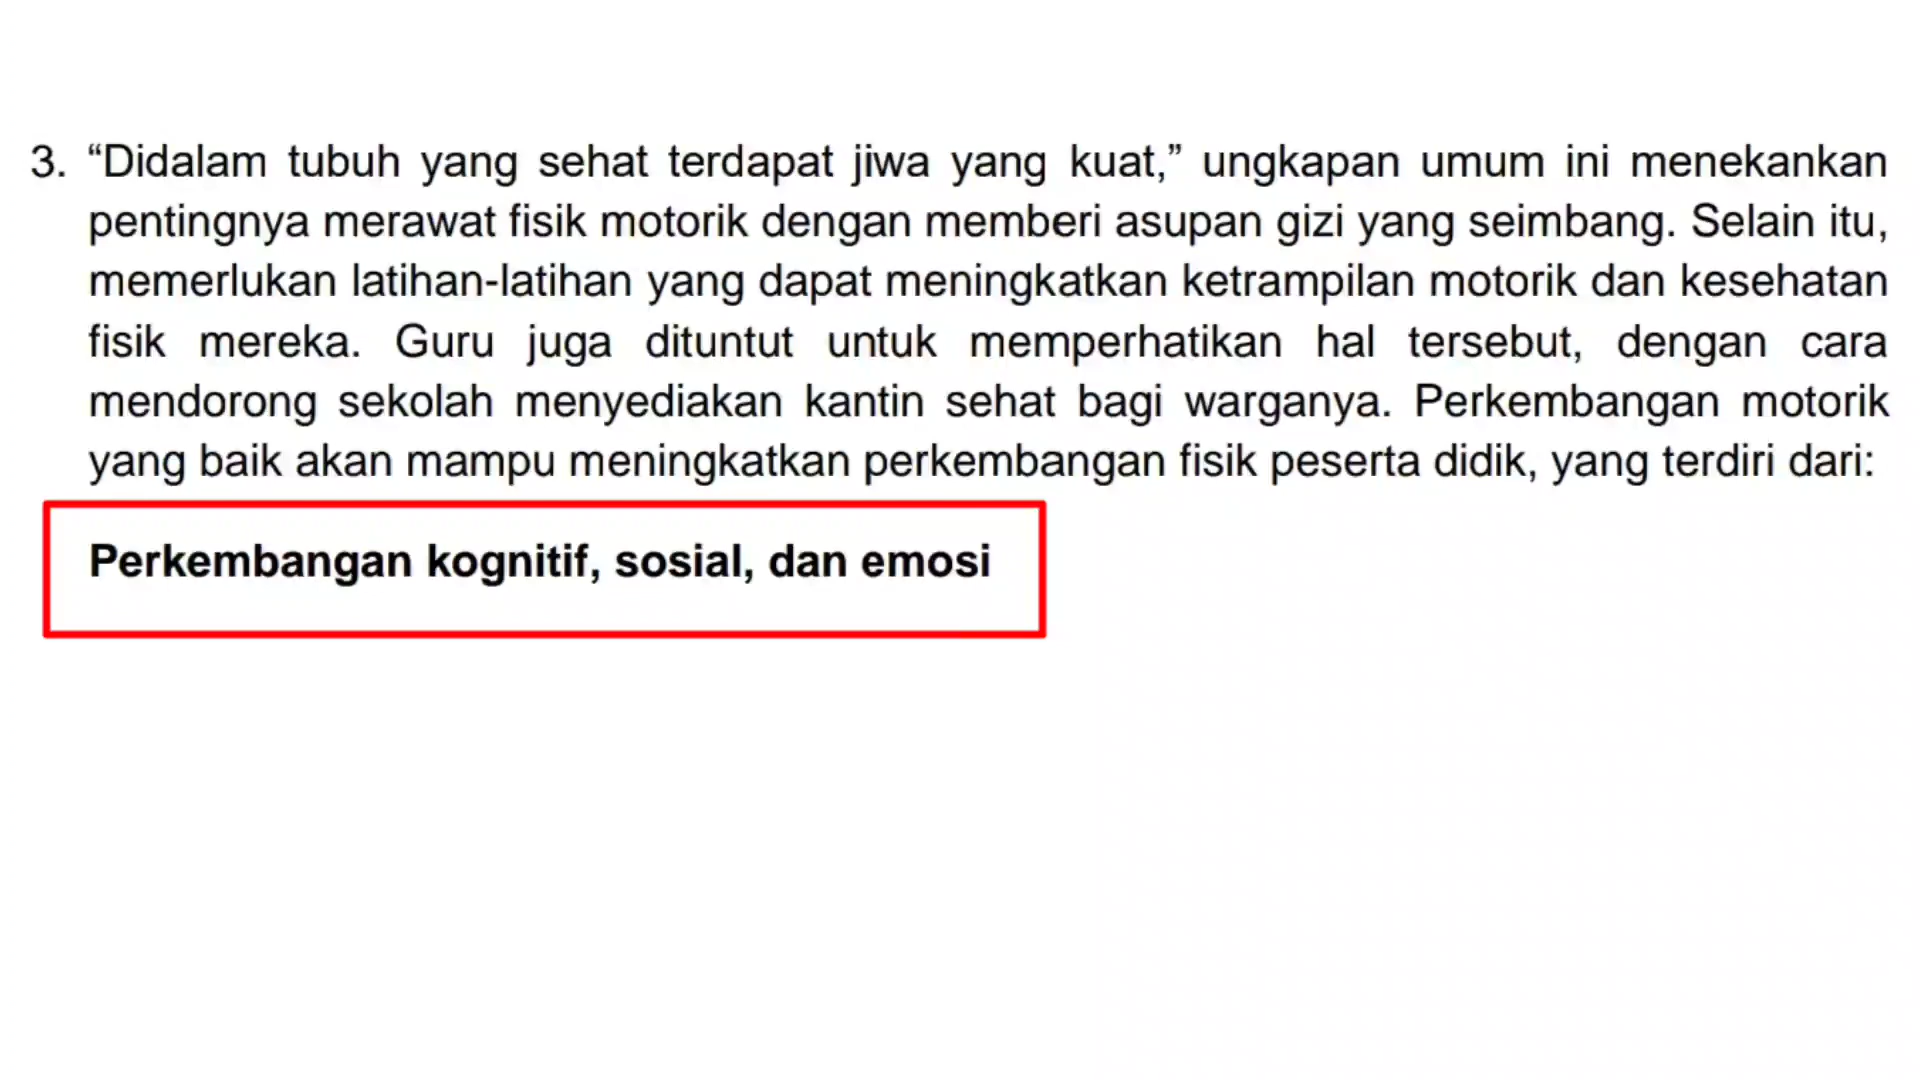 3. “Didalam tubuh yang sehat terdapat jiwa yang kuat,” ungkapan umum ini menekankan
pentingnya merawat fisik motorik dengan memberi asupan gizi yang seimbang. Selain itu,
memerlukan latihan-latihan yang dapat meningkatkan ketrampilan motorik dan kesehatan
fisik mereka. Guru juga dituntut untuk memperhatikan hal tersebut, dengan cara
mendorong sekolah menyediakan kantin sehat bagi warganya. Perkembangan motorik
yang baik akan mampu meningkatkan perkembangan fisik peserta didik, yang terdiri dari:
Perkembangan kognitif, sosial, dan emosi